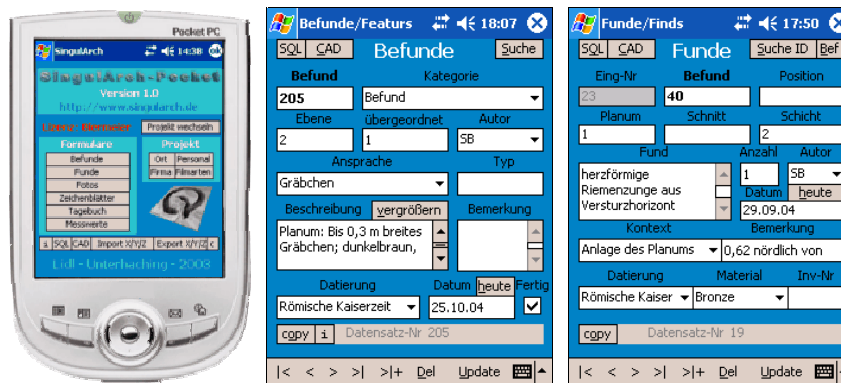 Pocket PC
SingulArch 14:38 ok
SingulArch-Pocket
Version 1.0
http://www.singularch.de
Projekt wechseln
Formulare Projekt
Befunde Ort Personal
Funde Firma Filmarten
Fotos
Zeichenblätter
Tagebuch
Messwerte
i SQL CAD Import X/Y/Z Export X/Y/Z <
Lidl - Unterhaching - 2003
Befunde/Featurs 18:07
SQL CAD Befunde Suche
Befund Kategorie
205 Befund
Ebene übergeordnet Autor
2 1 SB
Ansprache Typ
Gräbchen
Beschreibung vergrößern Bemerkung
Planum: Bis 0,3 m breites
Gräbchen; dunkelbraun,
Datierung Datum heute Fertig
Römische Kaiserzeit 25.10.04
copy i Datensatz-Nr 205
|< < > >| >|+ Del Update
Funde/Finds 17:50
SQL CAD Funde Suche ID Bef
Eing-Nr Befund Position
23 40
Planum Schnitt Schicht
1 2
Fund Anzahl Autor
herzförmige 1 SB
Riemenzunge aus Datum heute
Versturzhorizont 29.09.04
Kontext Bemerkung
Anlage des Planums 0,62 nördlich von
Datierung Material Inv-Nr
Römische Kaiser Bronze
copy Datensatz-Nr 19
|< < > >| >|+ Del Update